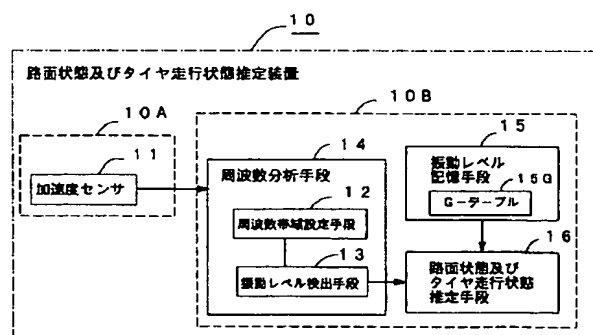 10
路面状態及びタイヤ走行状態推定装置
10A
11
加速度センサ
10B
14
周波数分析手段
12
周波数帯域設定手段
13
振動レベル検出手段
15
振動レベル
記憶手段
15G
G−テーブル
16
路面状態及び
タイヤ走行状態
推定手段